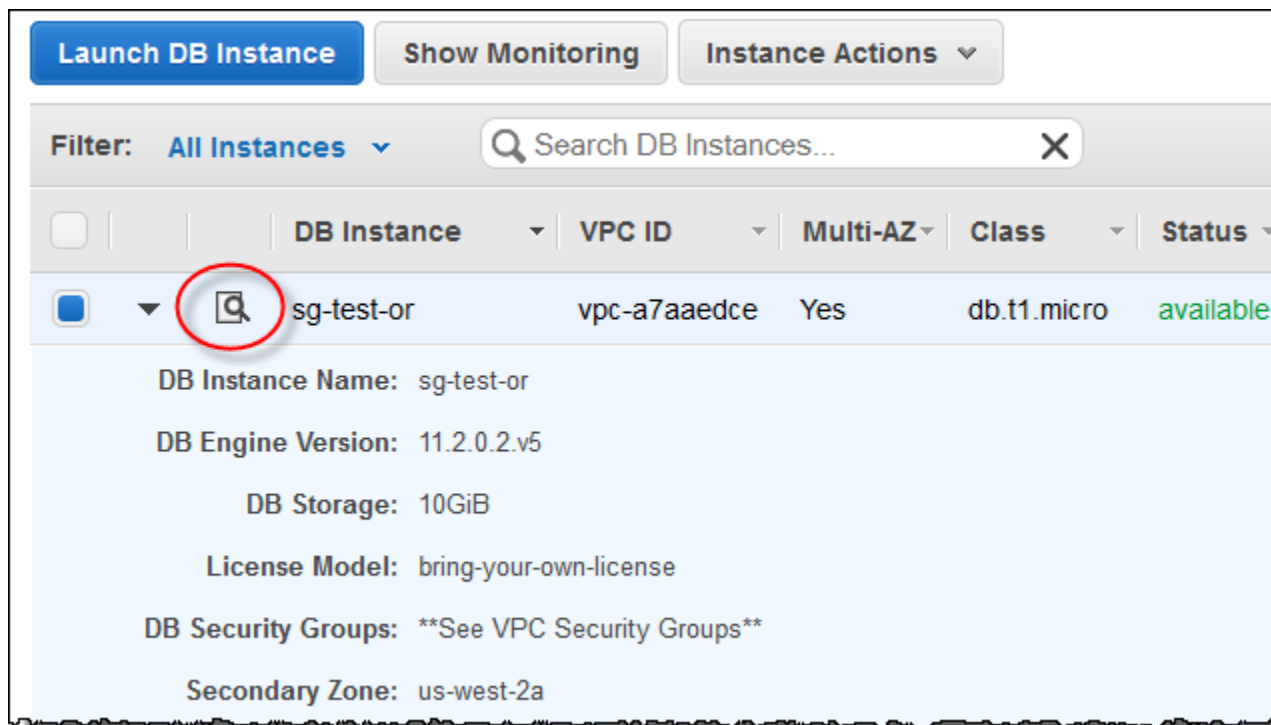 Launch DB Instance Show Monitoring Instance Actions
Filter: All Instances Search DB Instances...
DB Instance VPC ID Multi-AZ Class Status
sg-test-or vpc-a7aaedce Yes db.t1.micro available
DB Instance Name: sg-test-or
DB Engine Version: 11.2.0.2.v5
DB Storage: 10GiB
License Model: bring-your-own-license
DB Security Groups: **See VPC Security Groups**
Secondary Zone: us-west-2a